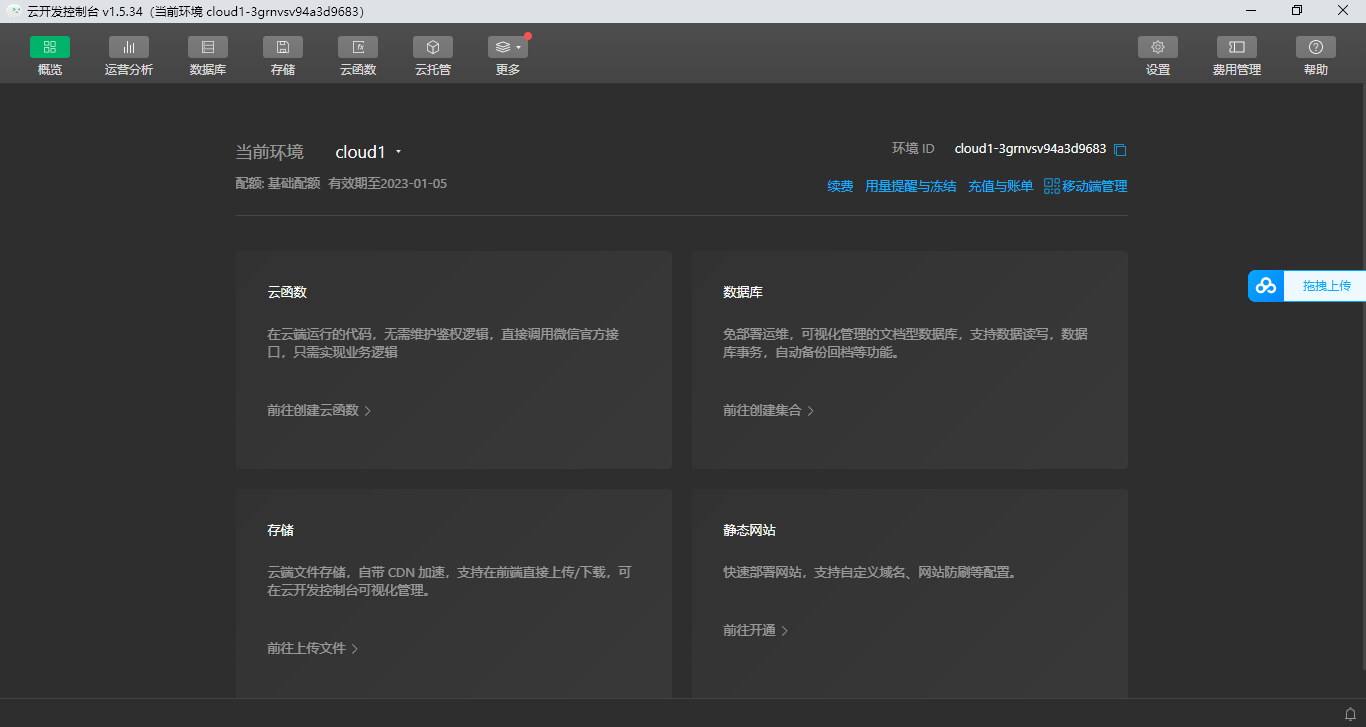 云开发控制台 v1.5.34（当前环境 cloud1-3grnvsv94a3d9683）
概览 运营分析 数据库 存储 云函数 云托管 更多 设置 费用管理 帮助
当前环境 cloud1 环境 ID cloud1-3grnvsv94a3d9683
配额: 基础配额 有效期至2023-01-05 续费 用量提醒与冻结 充值与账单 移动端管理
拖拽上传
云函数
在云端运行的代码，无需维护鉴权逻辑，直接调用微信官方接
口，只需实现业务逻辑
前往创建云函数
数据库
免部署运维，可视化管理的文档型数据库，支持数据读写，数据
库事务，自动备份回档等功能。
前往创建集合
存储
云端文件存储，自带 CDN 加速，支持在前端直接上传/下载，可
在云开发控制台可视化管理。
前往上传文件
静态网站
快速部署网站，支持自定义域名、网站防刷等配置。
前往开通